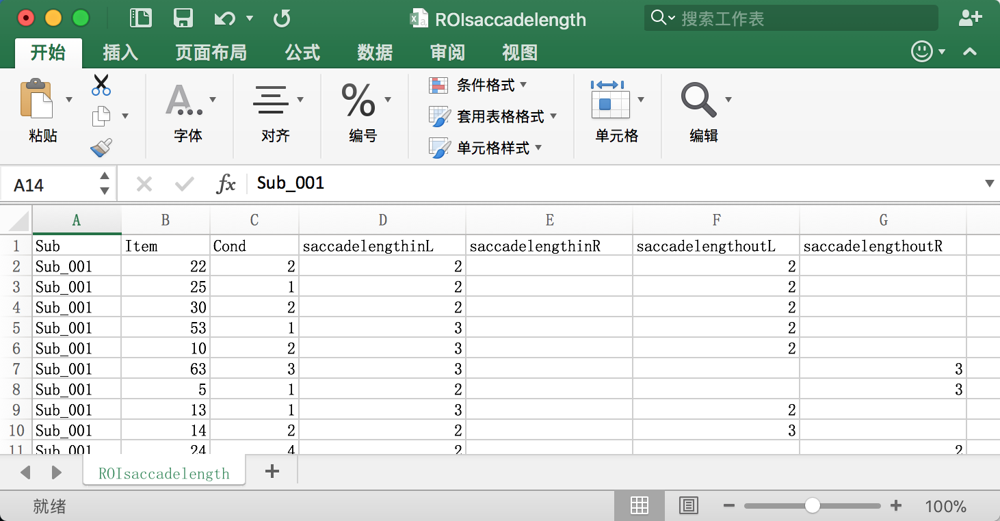 ROIsaccadelength
搜索工作表
开始 插入 页面布局 公式 数据 审阅 视图
粘贴 字体 对齐 % 编号 条件格式 套用表格格式 单元格样式 单元格 编辑
A14 fx Sub_001
A B C D E F G
1 Sub Item Cond saccadelengthinL saccadelengthinR saccadelengthoutL saccadelengthoutR
2 Sub_001 22 2 2 2
3 Sub_001 25 1 2 2
4 Sub_001 30 2 2 2
5 Sub_001 53 1 3 2
6 Sub_001 10 2 3 2
7 Sub_001 63 3 3 3
8 Sub_001 5 1 2 3
9 Sub_001 13 1 3 2
10 Sub_001 14 2 2 3
11 Sub_001 24 4 2 2
ROIsaccadelength
就绪 100%